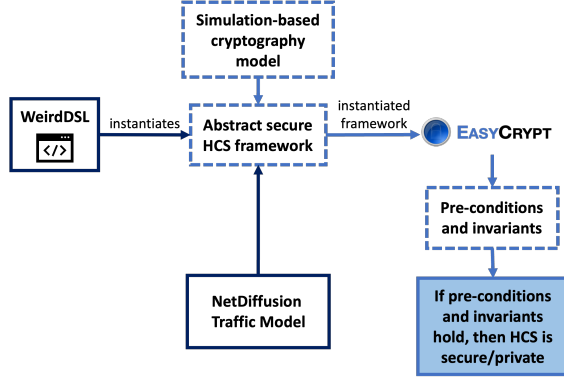 Simulation-based
cryptography
model
WeirdDSL
</>
instantiates
Abstract secure
HCS framework
instantiated
framework
EASYCRYPT
Pre-conditions
and invariants
NetDiffusion
Traffic Model
If pre-conditions
and invariants
hold, then HCS is
secure/private